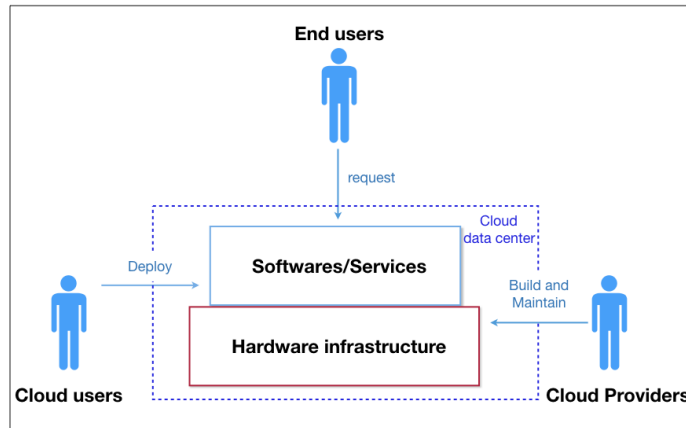 End users
request
Cloud
data center
Deploy
Softwares/Services
Build and
Maintain
Hardware infrastructure
Cloud users
Cloud Providers